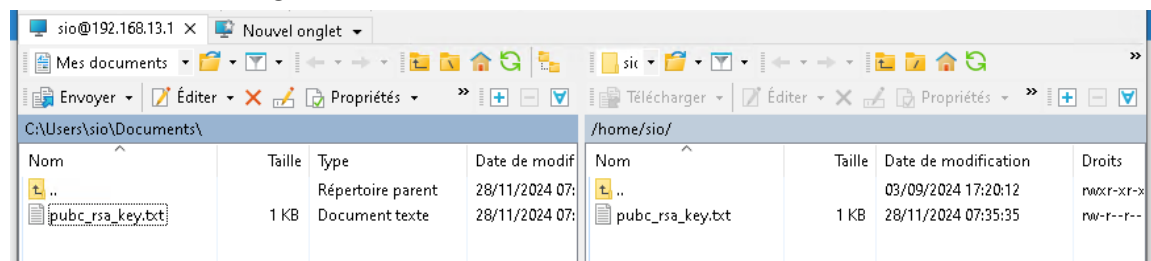 sio@192.168.13.1 × Nouvel onglet
Mes documents sic »
Envoyer Éditer Propriétés » Télécharger Éditer Propriétés »
C:\Users\sio\Documents\ /home/sio/
Nom Taille Type Date de modif Nom Taille Date de modification Droits
.. Répertoire parent 28/11/2024 07: .. 03/09/2024 17:20:12 rwxr-xr-x
pubc_rsa_key.txt 1 KB Document texte 28/11/2024 07: pubc_rsa_key.txt 1 KB 28/11/2024 07:35:35 rw-r--r--